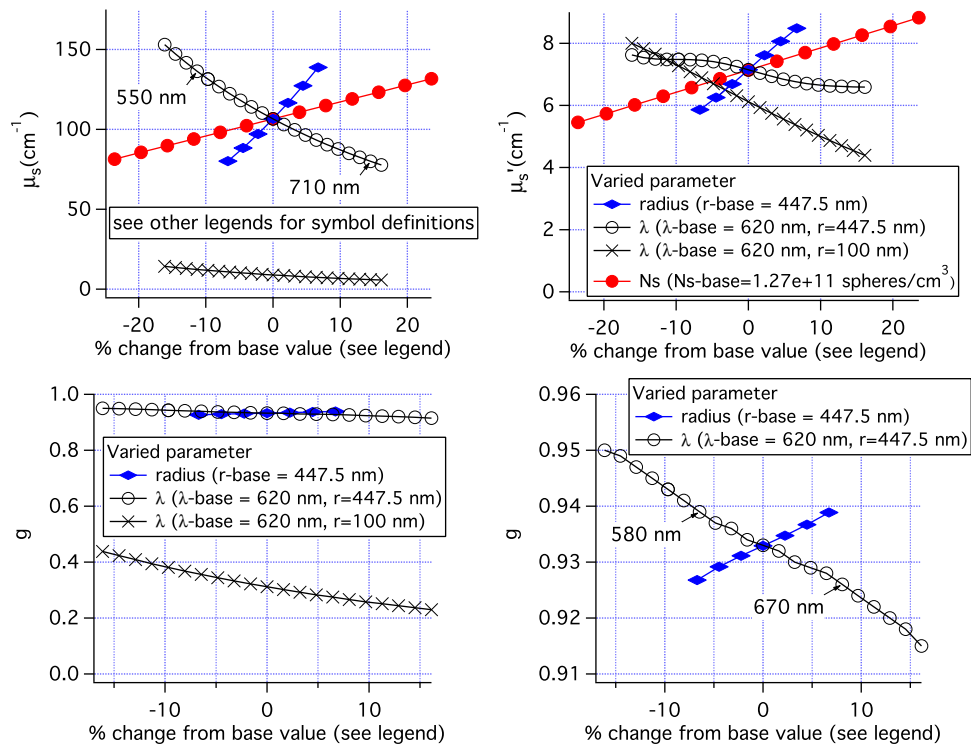 150
100
50
0
μs(cm-1)
550 nm
710 nm
see other legends for symbol definitions
-20 -10 0 10 20
% change from base value (see legend)
8
6
4
2
0
μs'(cm-1)
Varied parameter
radius (r-base = 447.5 nm)
λ (λ-base = 620 nm, r=447.5 nm)
λ (λ-base = 620 nm, r=100 nm)
Ns (Ns-base=1.27e+11 spheres/cm3)
-20 -10 0 10 20
% change from base value (see legend)
1.0
0.8
0.6
0.4
0.2
0.0
g
Varied parameter
radius (r-base = 447.5 nm)
λ (λ-base = 620 nm, r=447.5 nm)
λ (λ-base = 620 nm, r=100 nm)
-10 0 10
% change from base value (see legend)
0.96
0.95
0.94
0.93
0.92
0.91
g
Varied parameter
radius (r-base = 447.5 nm)
λ (λ-base = 620 nm, r=447.5 nm)
580 nm
670 nm
-10 0 10
% change from base value (see legend)